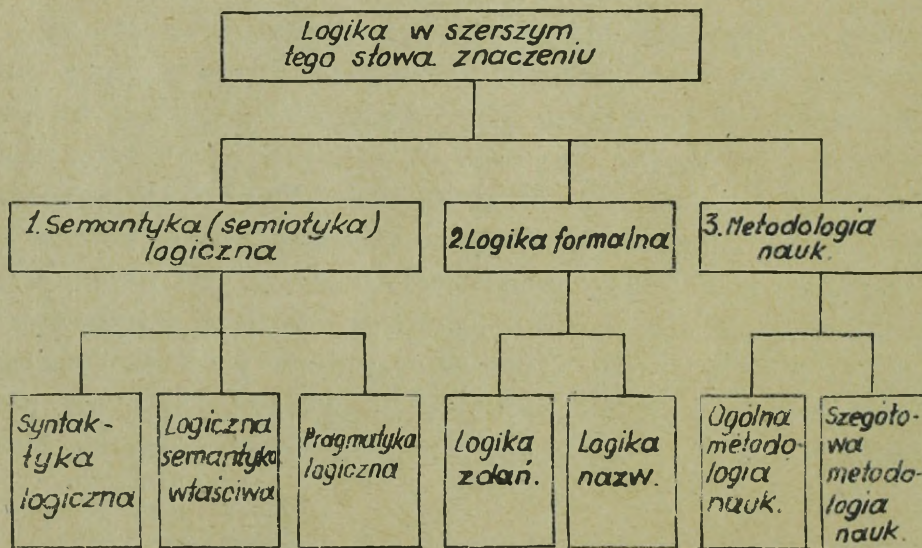 Logika w szerszym
tego słowa znaczeniu
1. Semantyka (semiotyka)
logiczna
2. Logika formalna
3. Metodologia
nauk.
Syntak-
tyka
logiczna
Logiczna
semantyka
właściwa
Pragmatyka
logiczna
Logika
zdań.
Logika
nazw.
Ogólna
metodo-
logia
nauk.
Szegóło-
wa
metodo-
logia
nauk.